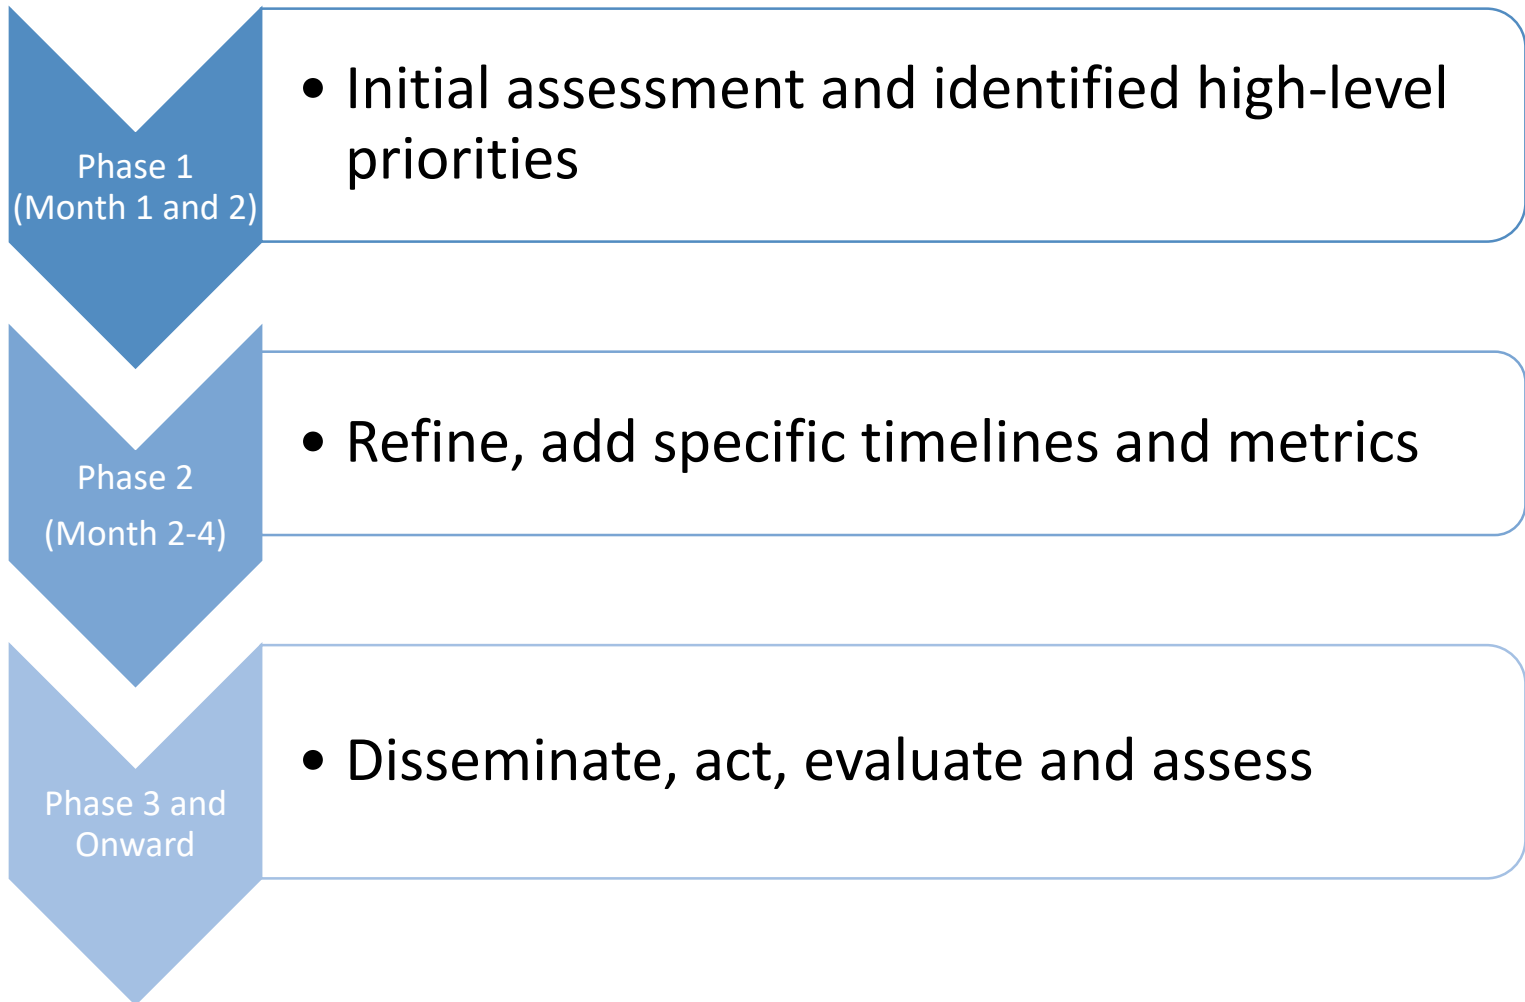 Phase 1
(Month 1 and 2)
• Initial assessment and identified high-level
priorities
Phase 2
(Month 2-4)
• Refine, add specific timelines and metrics
Phase 3 and
Onward
• Disseminate, act, evaluate and assess